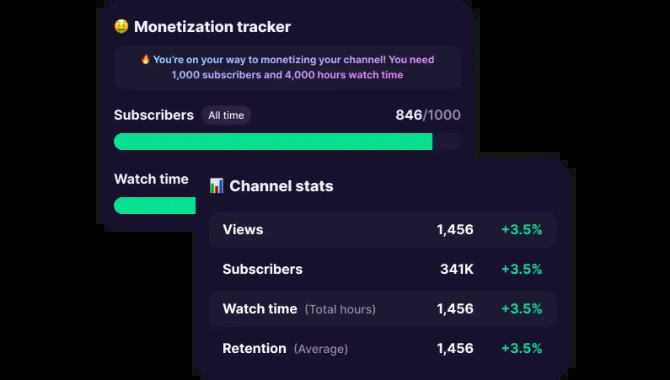 🤑 Monetization tracker
🔥 You're on your way to monetizing your channel! You need
1,000 subscribers and 4,000 hours watch time
Subscribers All time 846/1000
Watch time
📊 Channel stats
Views 1,456 +3.5%
Subscribers 341K +3.5%
Watch time (Total hours) 1,456 +3.5%
Retention (Average) 1,456 +3.5%